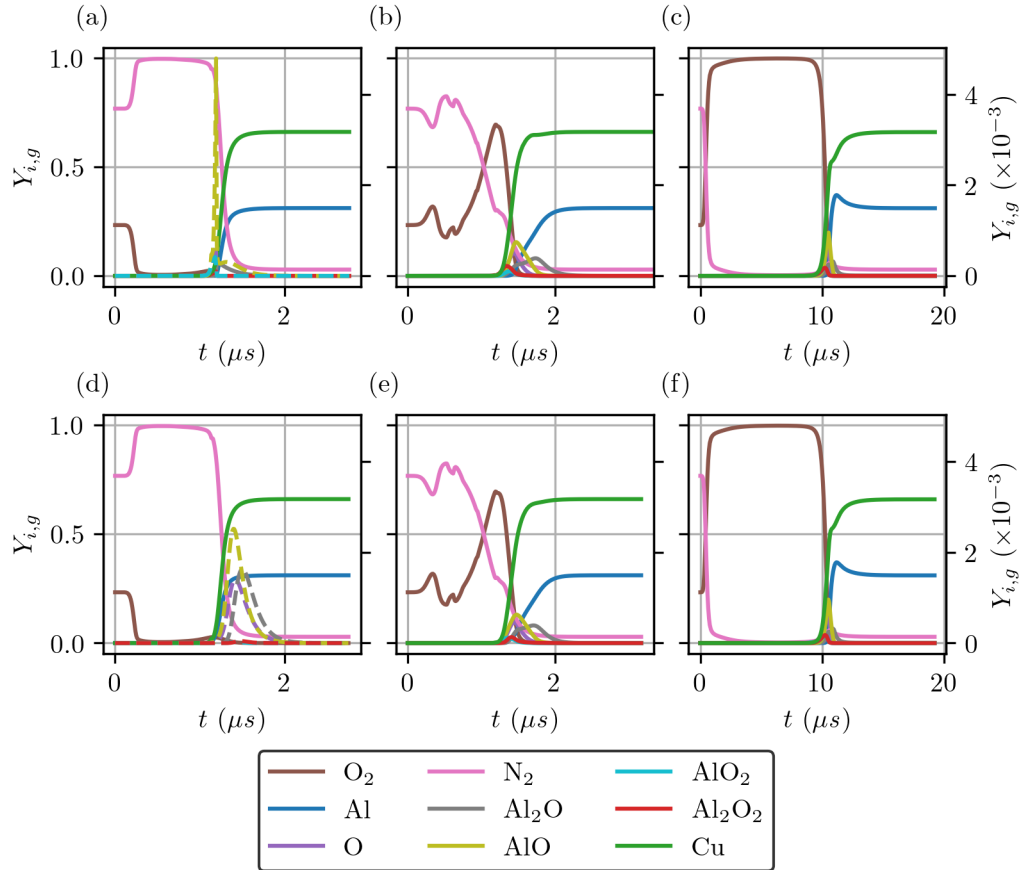 (a) (b) (c)
1.0 4
0.5 2
0.0 0
Y_{i,g} Y_{i,g} (×10⁻³)
0 2 0 2 0 10 20
t (μs) t (μs) t (μs)
(d) (e) (f)
1.0 4
0.5 2
0.0 0
Y_{i,g} Y_{i,g} (×10⁻³)
0 2 0 2 0 10 20
t (μs) t (μs) t (μs)
O₂ N₂ AlO₂
Al Al₂O Al₂O₂
O AlO Cu